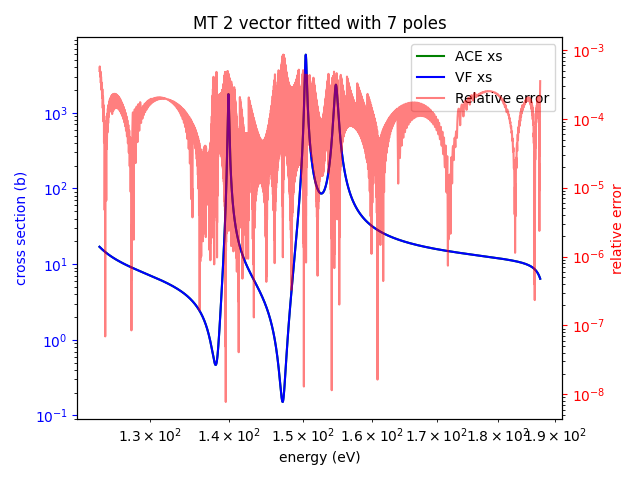 MT 2 vector fitted with 7 poles
ACE xs
VF xs
Relative error
cross section (b)
10³
10²
10¹
10⁰
10⁻¹
relative error
10⁻³
10⁻⁴
10⁻⁵
10⁻⁶
10⁻⁷
10⁻⁸
1.3 × 10² 1.4 × 10² 1.5 × 10² 1.6 × 10² 1.7 × 10² 1.8 × 10² 1.9 × 10²
energy (eV)